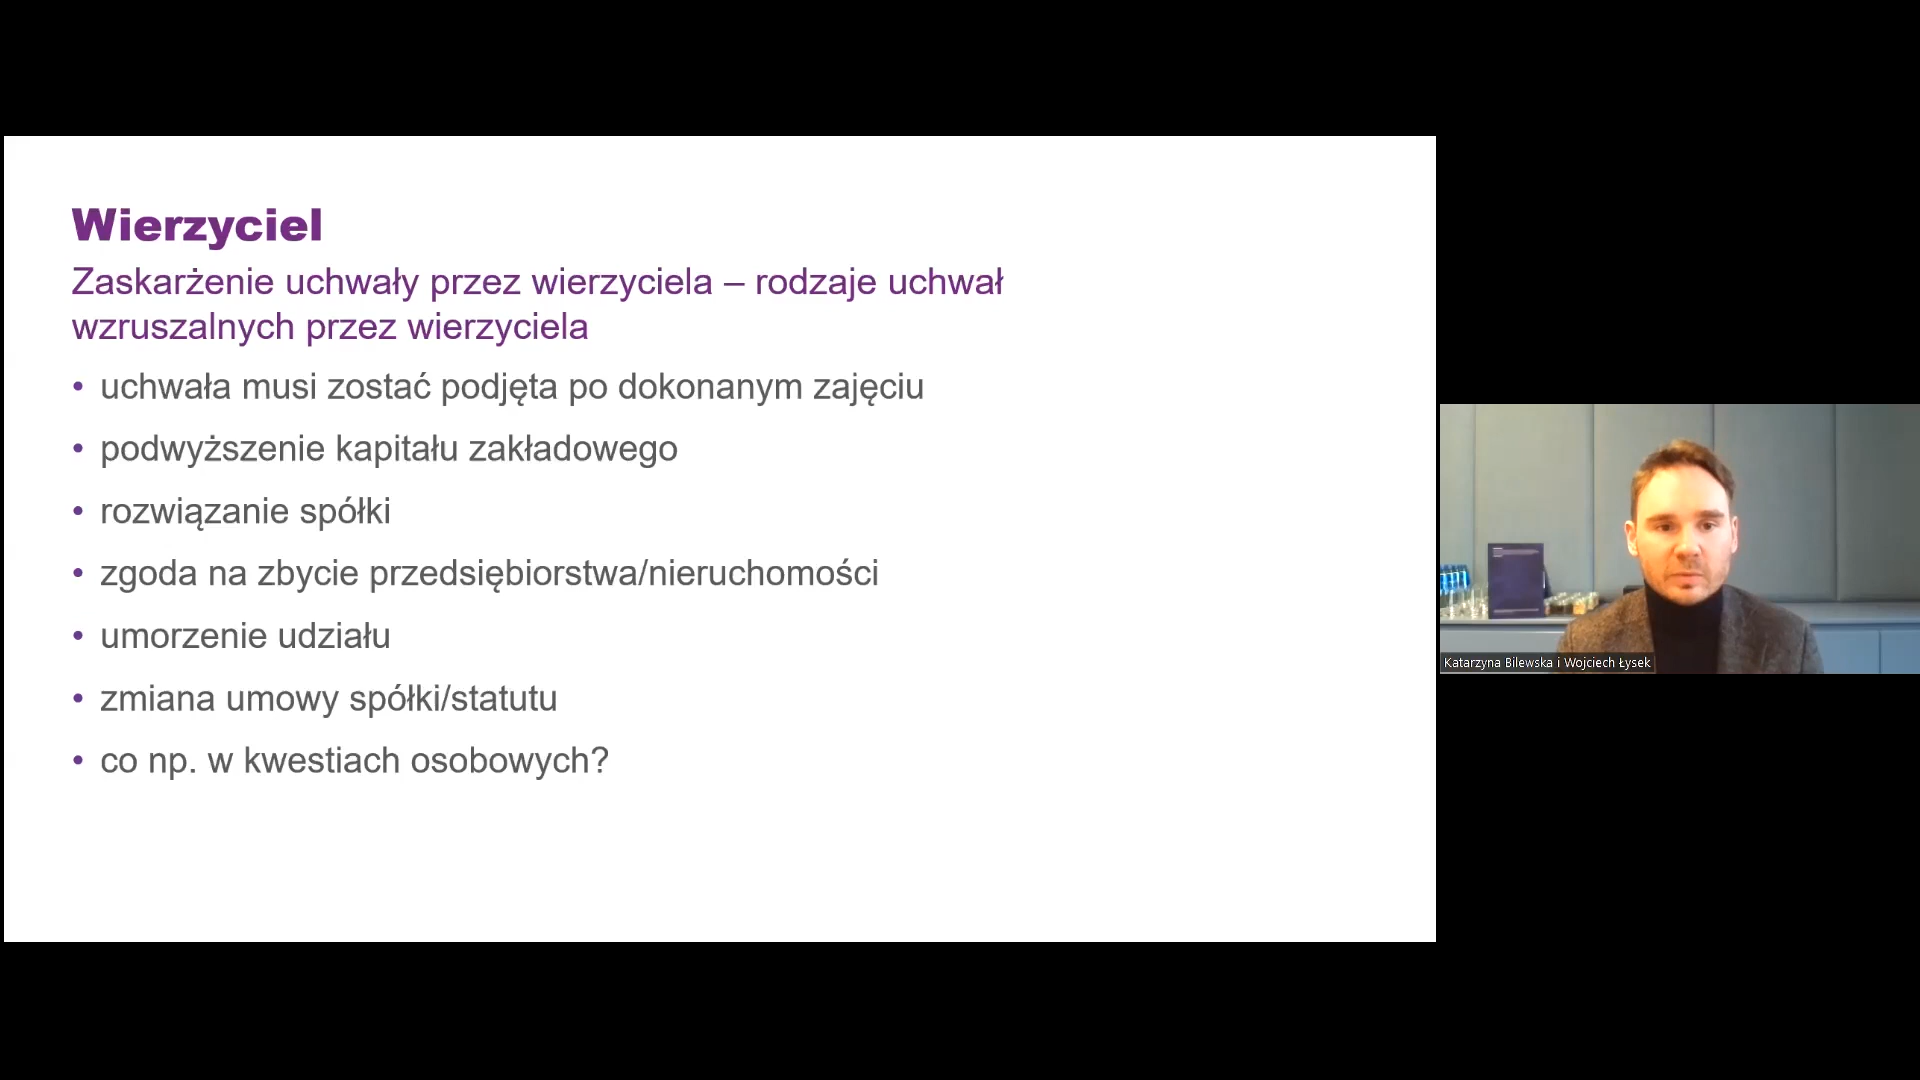 Wierzyciel
Zaskarżenie uchwały przez wierzyciela – rodzaje uchwał
wzruszalnych przez wierzyciela
• uchwała musi zostać podjęta po dokonanym zajęciu
• podwyższenie kapitału zakładowego
• rozwiązanie spółki
• zgoda na zbycie przedsiębiorstwa/nieruchomości
• umorzenie udziału
• zmiana umowy spółki/statutu
• co np. w kwestiach osobowych?
Katarzyna Bilewska i Wojciech Łysek